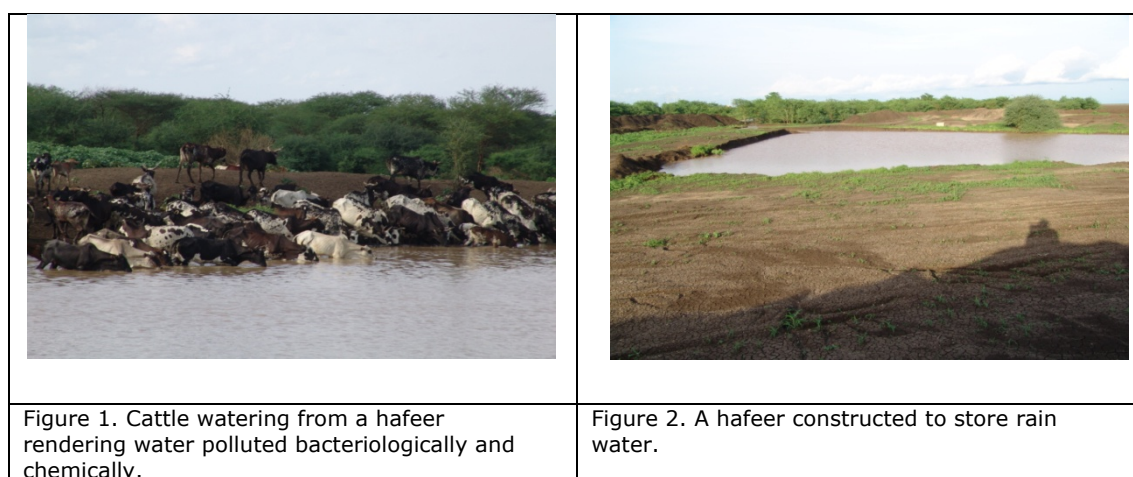 Figure 1. Cattle watering from a hafeer
rendering water polluted bacteriologically and
chemically.
Figure 2. A hafeer constructed to store rain
water.